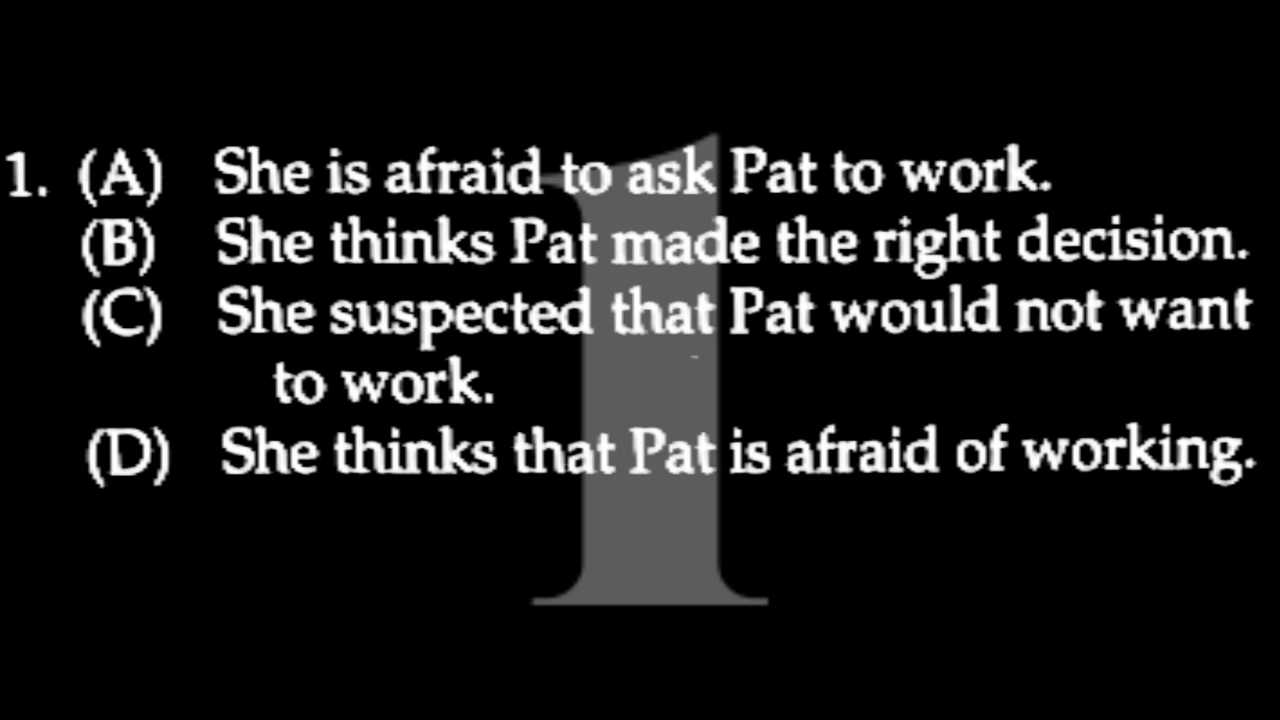 1
1. (A) She is afraid to ask Pat to work.
(B) She thinks Pat made the right decision.
(C) She suspected that Pat would not want
to work.
(D) She thinks that Pat is afraid of working.